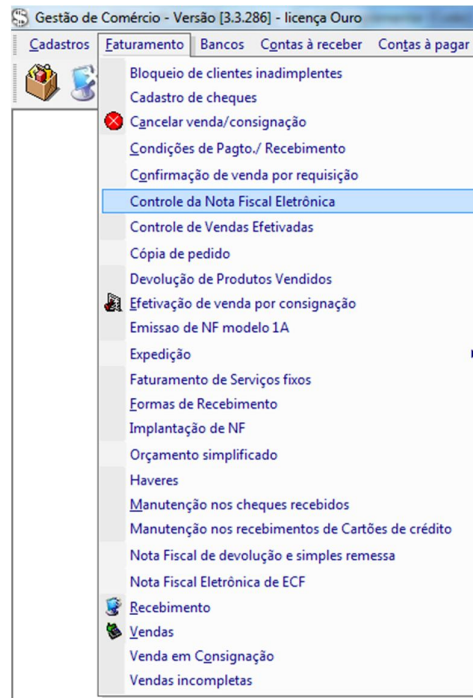 Gestão de Comércio - Versão [3.3.286] - licença Ouro
Cadastros Faturamento Bancos Contas à receber Contas à pagar
Bloqueio de clientes inadimplentes
Cadastro de cheques
Cancelar venda/consignação
Condições de Pagto./ Recebimento
Confirmação de venda por requisição
Controle da Nota Fiscal Eletrônica
Controle de Vendas Efetivadas
Cópia de pedido
Devolução de Produtos Vendidos
Efetivação de venda por consignação
Emissao de NF modelo 1A
Expedição
Faturamento de Serviços fixos
Formas de Recebimento
Implantação de NF
Orçamento simplificado
Haveres
Manutenção nos cheques recebidos
Manutenção nos recebimentos de Cartões de crédito
Nota Fiscal de devolução e simples remessa
Nota Fiscal Eletrônica de ECF
Recebimento
Vendas
Venda em Consignação
Vendas incompletas